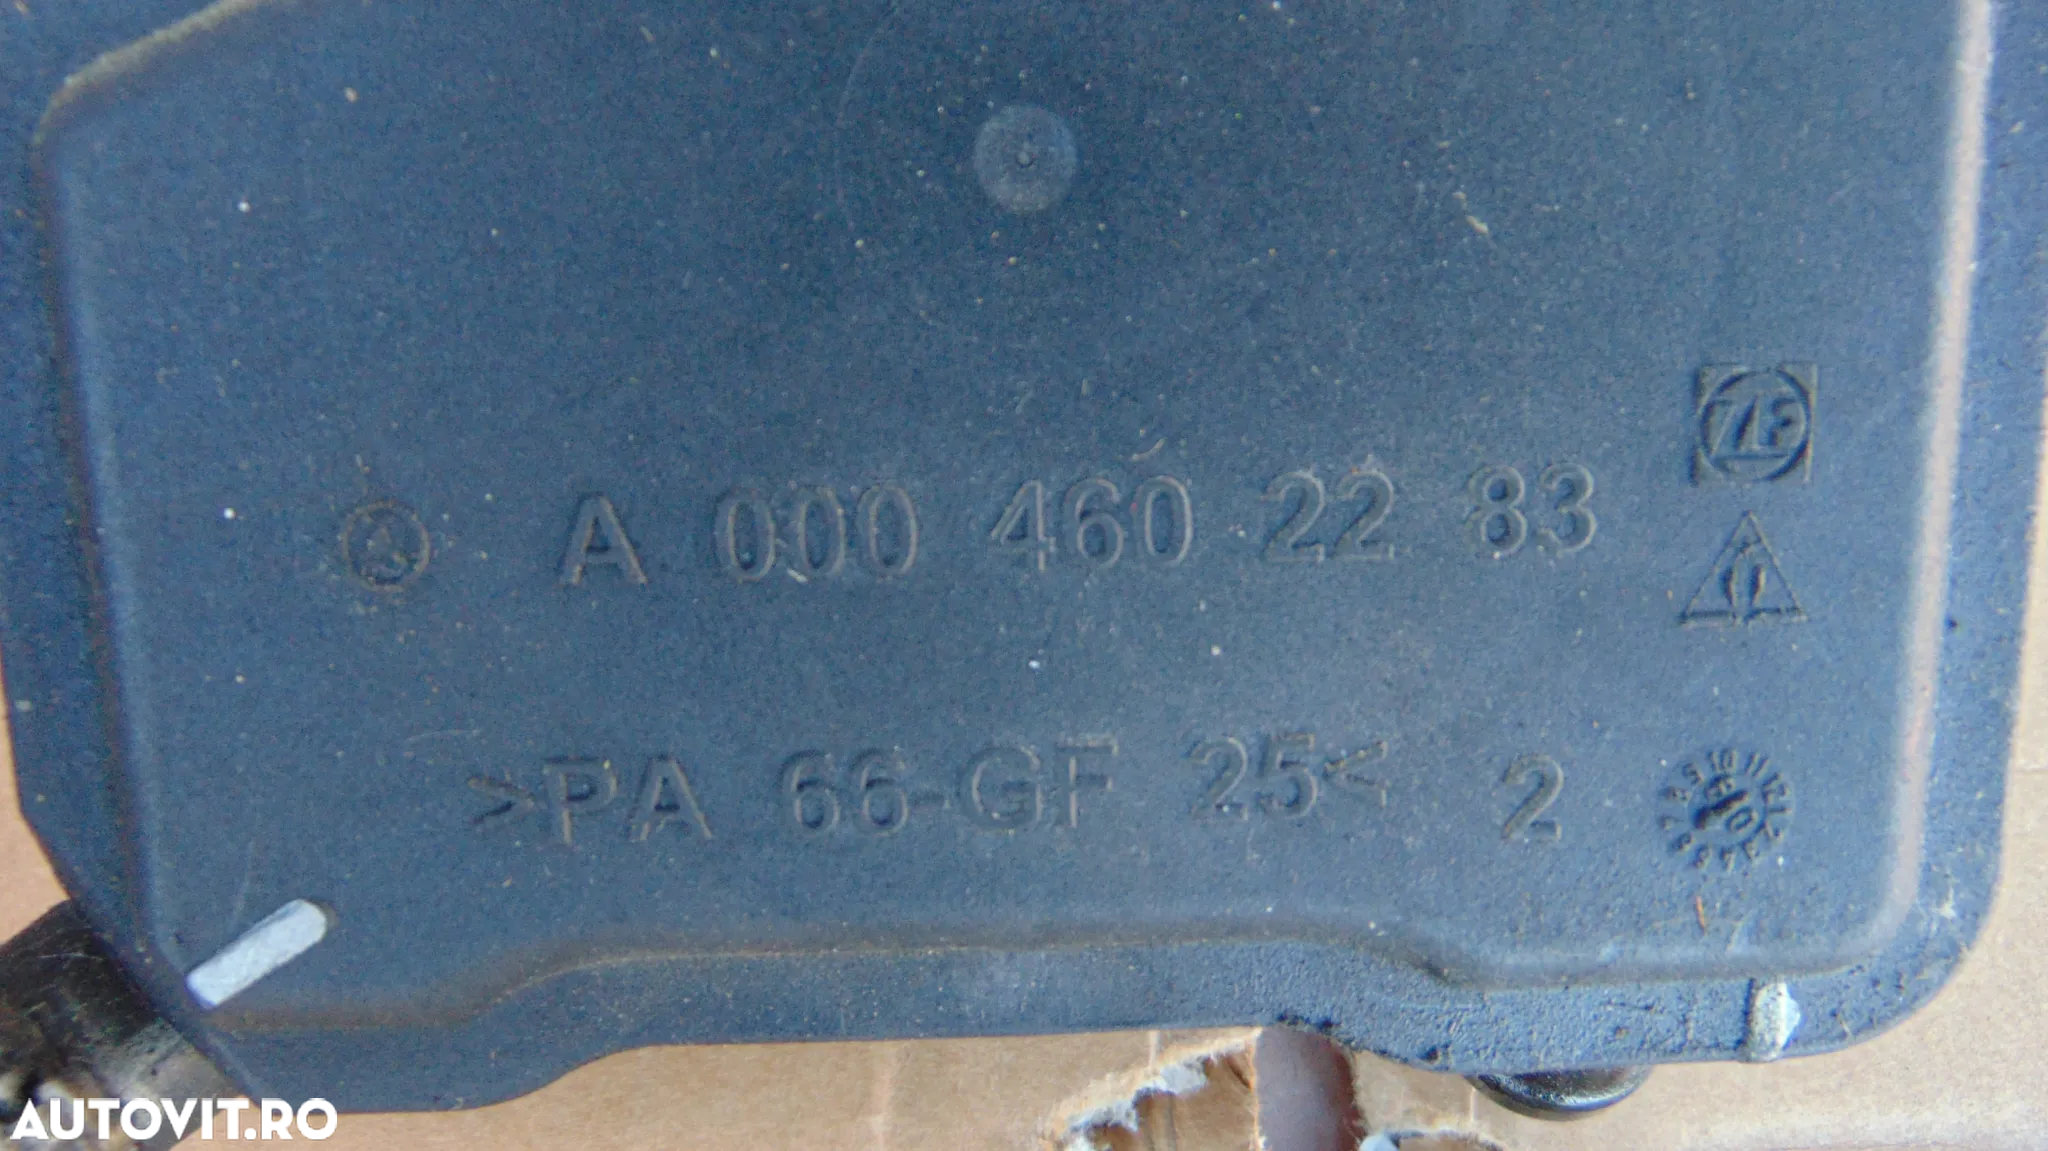 ZF
A 000 460 22 83
>PA 66-GF 25< 2
AUTOVIT.RO